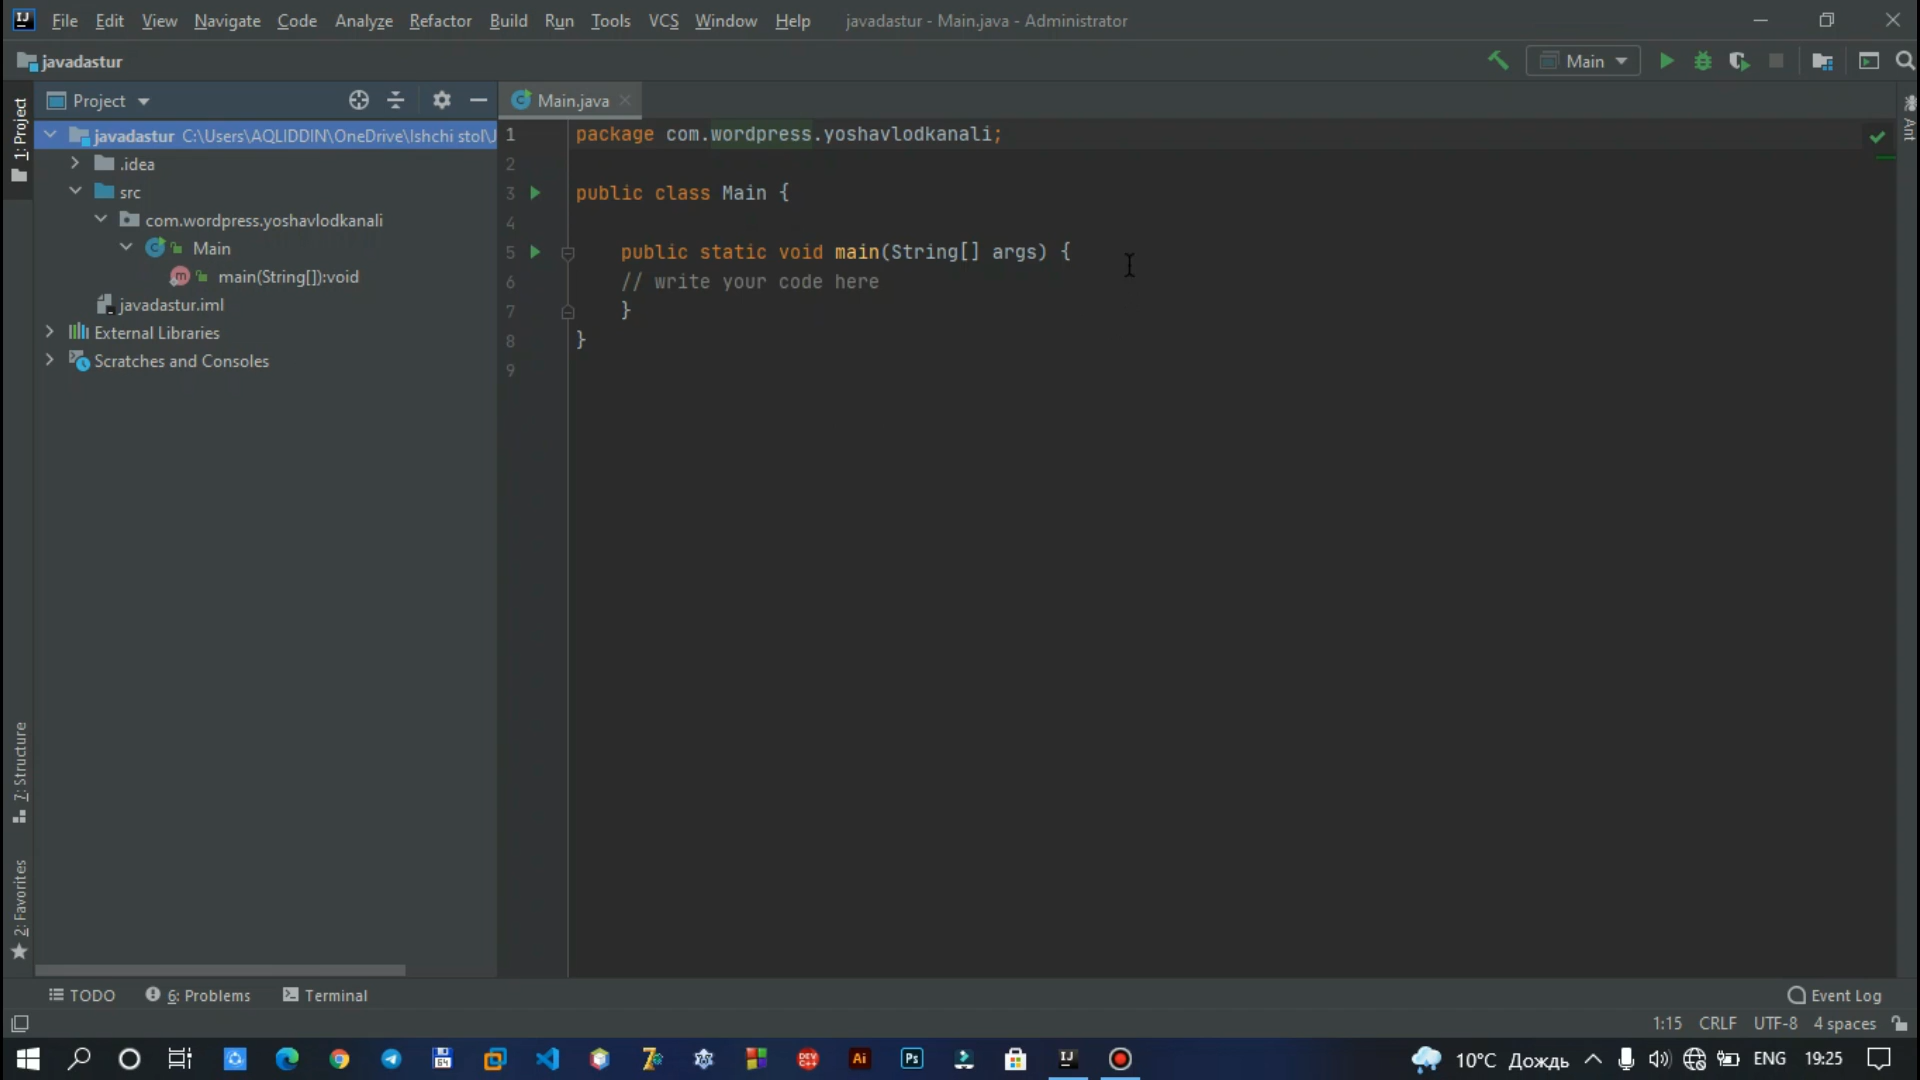 File Edit View Navigate Code Analyze Refactor Build Run Tools VCS Window Help javadastur - Main.java - Administrator
javadastur
Main
Project
Main.java
1: Project
Ant
javadastur C:\Users\AQLIDDIN\OneDrive\Ishchi stol\J
.idea
src
com.wordpress.yoshavlodkanali
Main
main(String[]):void
javadastur.iml
External Libraries
Scratches and Consoles
1 package com.wordpress.yoshavlodkanali;
2
3 public class Main {
4
5 public static void main(String[] args) {
6 // write your code here
7 }
8 }
9
7: Structure
2: Favorites
TODO 6: Problems Terminal Event Log
1:15 CRLF UTF-8 4 spaces
10°C Дождь ENG 19:25